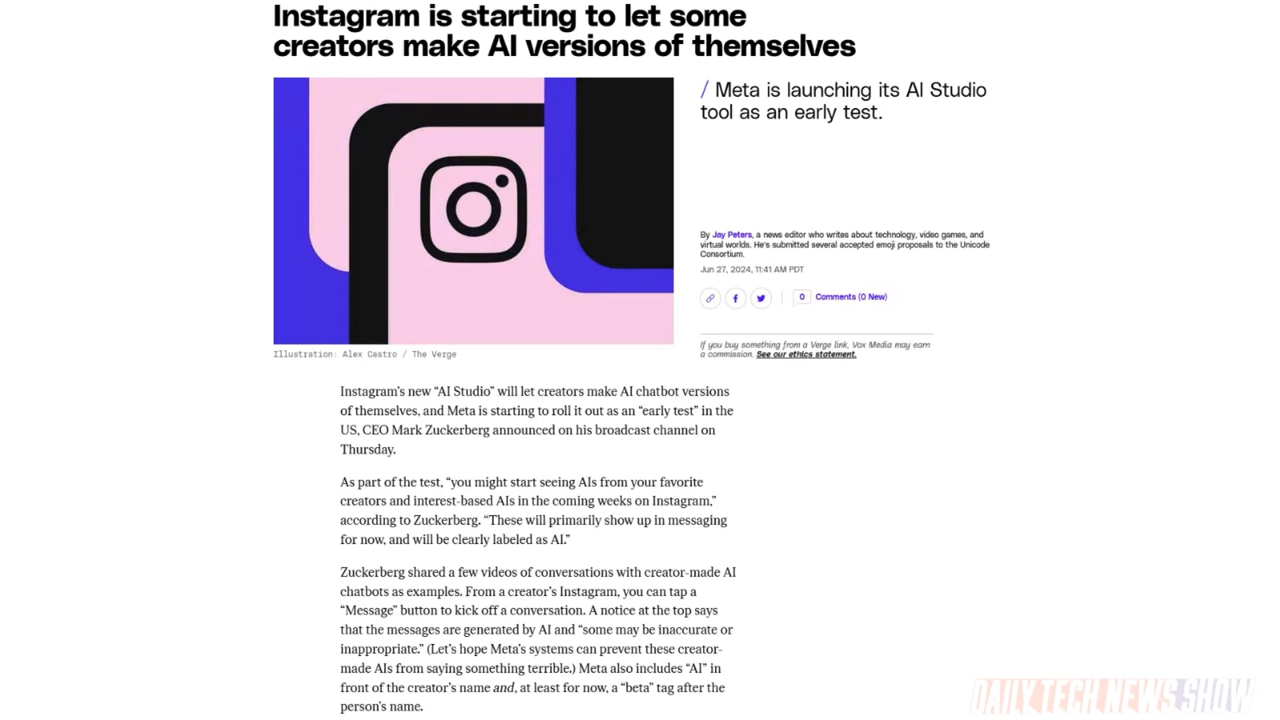 Instagram is starting to let some
creators make AI versions of themselves
/ Meta is launching its AI Studio
tool as an early test.
By Jay Peters, a news editor who writes about technology, video games, and
virtual worlds. He's submitted several accepted emoji proposals to the Unicode
Consortium.
Jun 27, 2024, 11:41 AM PDT
0 Comments (0 New)
If you buy something from a Verge link, Vox Media may earn
a commission. See our ethics statement.
Illustration: Alex Castro / The Verge
Instagram's new “AI Studio” will let creators make AI chatbot versions
of themselves, and Meta is starting to roll it out as an “early test” in the
US, CEO Mark Zuckerberg announced on his broadcast channel on
Thursday.
As part of the test, “you might start seeing AIs from your favorite
creators and interest-based AIs in the coming weeks on Instagram,”
according to Zuckerberg. “These will primarily show up in messaging
for now, and will be clearly labeled as AI.”
Zuckerberg shared a few videos of conversations with creator-made AI
chatbots as examples. From a creator's Instagram, you can tap a
“Message” button to kick off a conversation. A notice at the top says
that the messages are generated by AI and “some may be inaccurate or
inappropriate.” (Let's hope Meta's systems can prevent these creator-
made AIs from saying something terrible.) Meta also includes “AI” in
front of the creator's name and, at least for now, a “beta” tag after the
person's name.
DAILY TECH NEWS SHOW